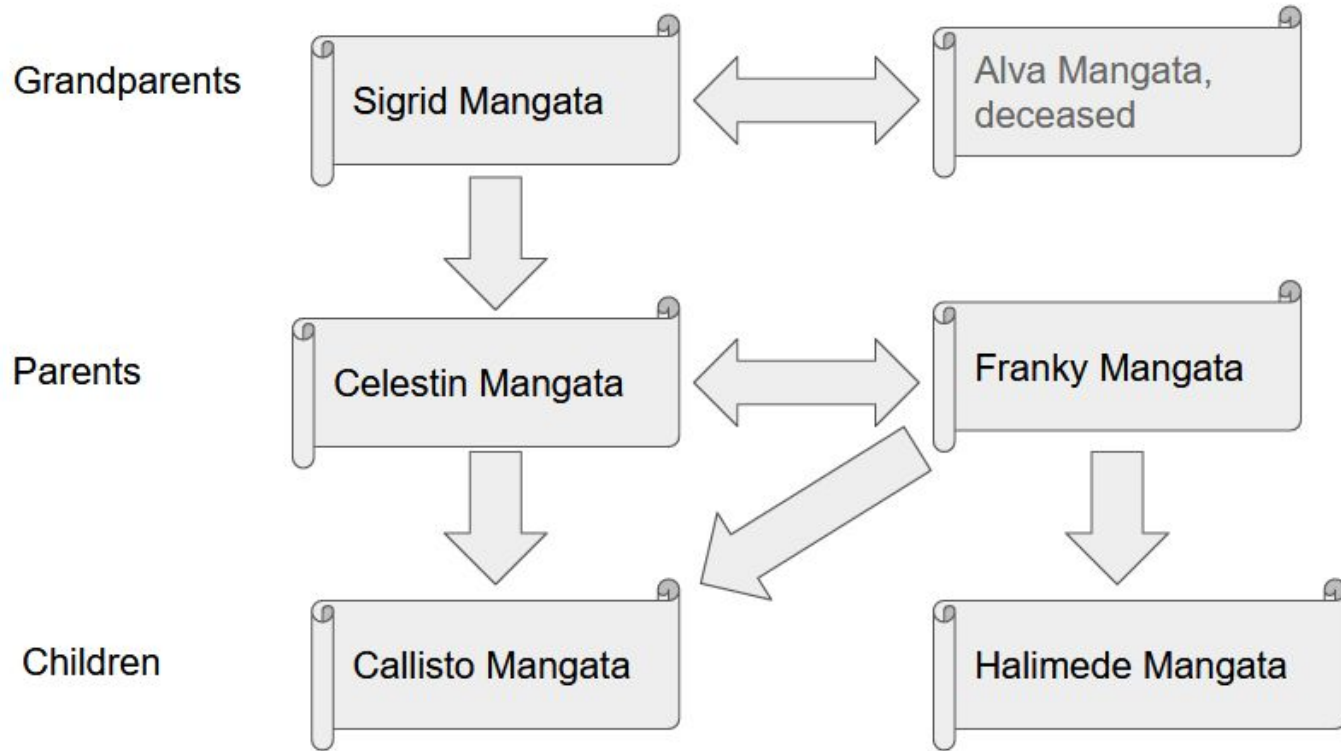 Grandparents
Sigrid Mangata
Alva Mangata,
deceased
Parents
Celestin Mangata
Franky Mangata
Children
Callisto Mangata
Halimede Mangata